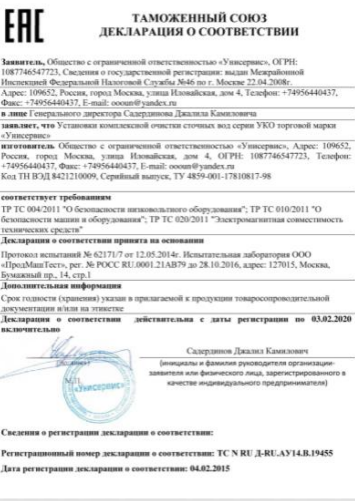 EAC
ТАМОЖЕННЫЙ СОЮЗ
ДЕКЛАРАЦИЯ О СООТВЕТСТВИИ
Заявитель, Общество с ограниченной ответственностью «Унисервис», ОГРН:
1087746547723, Сведения о государственной регистрации: выдан Межрайонной
Инспекцией Федеральной Налоговой Службы №46 по г. Москве 22.04.2008г.
Адрес: 109652, Россия, город Москва, улица Иловайская, дом 4, Телефон: +74956440437,
Факс: +74956440437, E-mail: oooun@yandex.ru
в лице Генерального директора Садердинова Джалила Камиловича
заявляет, что Установки комплексной очистки сточных вод серии УКО торговой марки
«Унисервис»
изготовитель Общество с ограниченной ответственностью «Унисервис», Адрес: 109652,
Россия, город Москва, улица Иловайская, дом 4, ОГРН: 1087746547723, Телефон:
+74956440437, Факс: +74956440437, E-mail: oooun@yandex.ru
Код ТН ВЭД 8421210009, Серийный выпуск, ТУ 4859-001-17810817-98
соответствует требованиям
ТР ТС 004/2011 "О безопасности низковольтного оборудования"; ТР ТС 010/2011 "О
безопасности машин и оборудования"; ТР ТС 020/2011 "Электромагнитная совместимость
технических средств"
Декларация о соответствии принята на основании
Протокол испытаний № 62171/7 от 12.05.2014г. Испытательная лаборатория ООО
«ПродМашТест», рег. № РОСС RU.0001.21АВ79 до 28.10.2016, адрес: 127015, Москва,
Бумажный пр., 14, стр.1
Дополнительная информация
Срок годности (хранения) указан в прилагаемой к продукции товаросопроводительной
документации и/или на этикетке
Декларация о соответствии действительна с даты регистрации по 03.02.2020
включительно
Садердинов Джалил Камилович
(инициалы и фамилия руководителя организации-
заявителя или физического лица, зарегистрированного в
качестве индивидуального предпринимателя)
М.П.
«Унисервис»
Сведения о регистрации декларации о соответствии:
Регистрационный номер декларации о соответствии: ТС N RU Д-RU.АУ14.В.19455
Дата регистрации декларации о соответствии: 04.02.2015